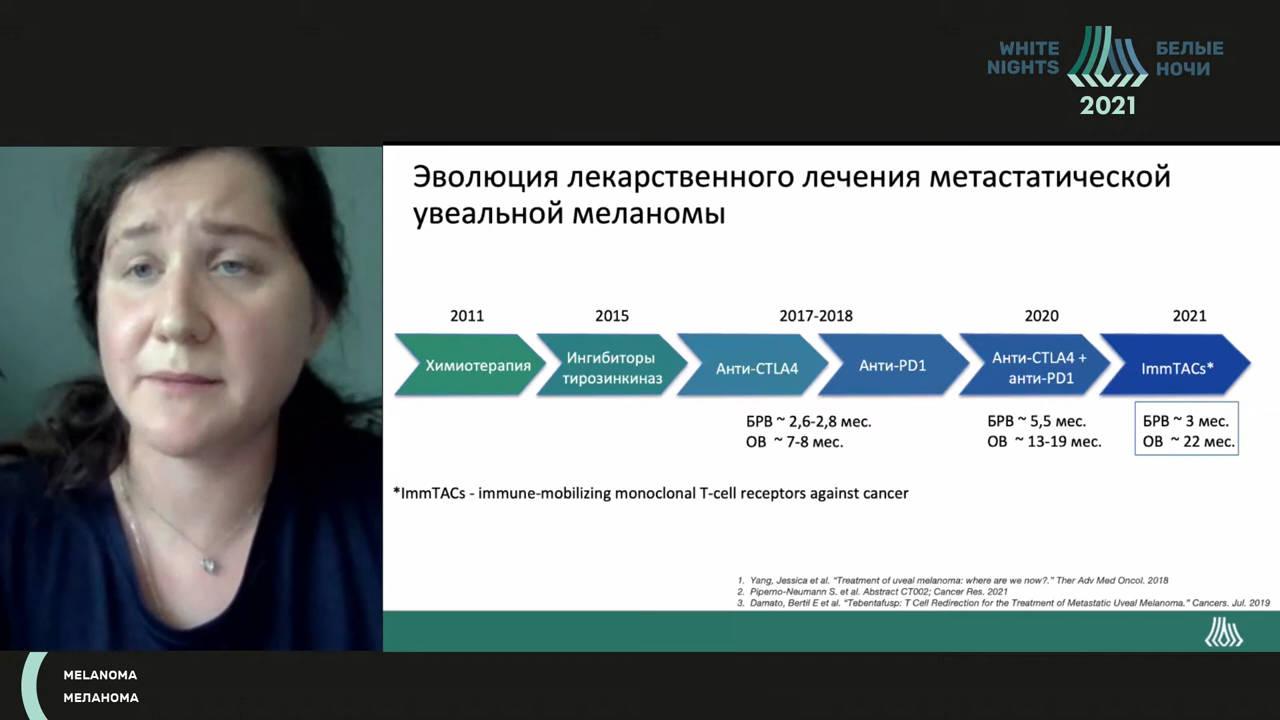 WHITE
NIGHTS
БЕЛЫЕ
НОЧИ
2021
Эволюция лекарственного лечения метастатической
увеальной меланомы
2011
2015
2017-2018
2020
2021
Химиотерапия
Ингибиторы
тирозинкиназ
Анти-CTLA4
Анти-PD1
Анти-CTLA4 +
анти-PD1
ImmTACs*
БРВ ~ 2,6-2,8 мес.
ОВ ~ 7-8 мес.
БРВ ~ 5,5 мес.
ОВ ~ 13-19 мес.
БРВ ~ 3 мес.
ОВ ~ 22 мес.
*ImmTACs - immune-mobilizing monoclonal T-cell receptors against cancer
1. Yang, Jessica et al. “Treatment of uveal melanoma: where are we now?.” Ther Adv Med Oncol. 2018
2. Piperno-Neumann S. et al. Abstract CT002; Cancer Res. 2021
3. Damato, Bertil E et al. “Tebentafusp: T Cell Redirection for the Treatment of Metastatic Uveal Melanoma.” Cancers. Jul. 2019
MELANOMA
МЕЛАНОМА